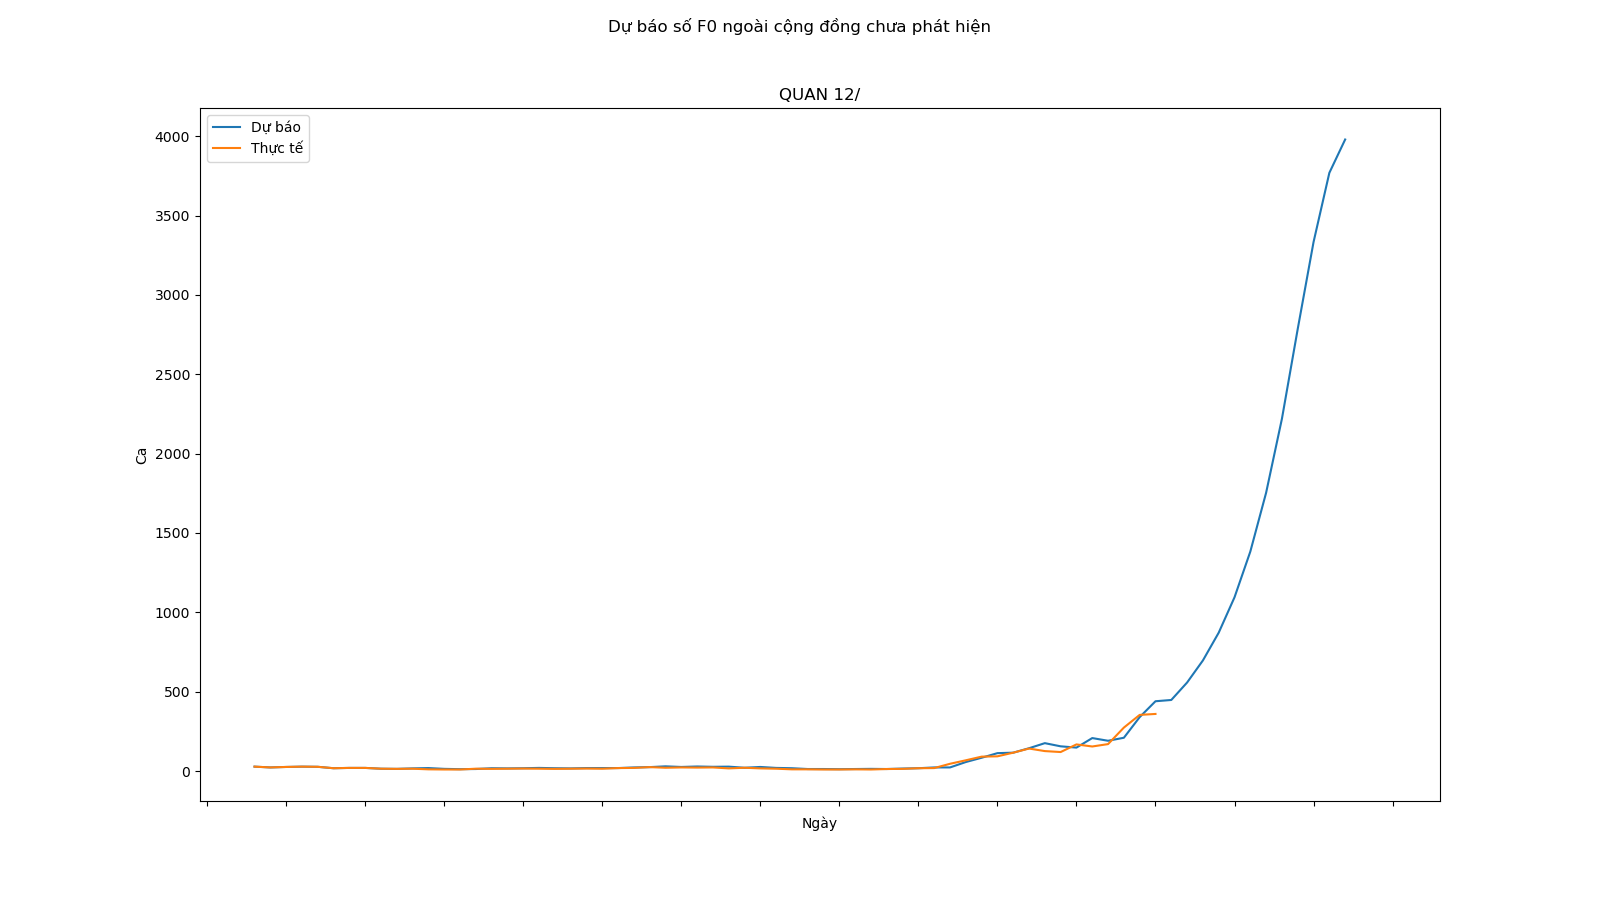 Dự báo số F0 ngoài cộng đồng chưa phát hiện
QUAN 12/
Dự báo
Thực tế
4000
3500
3000
2500
2000
1500
1000
500
0
Ca
Ngày